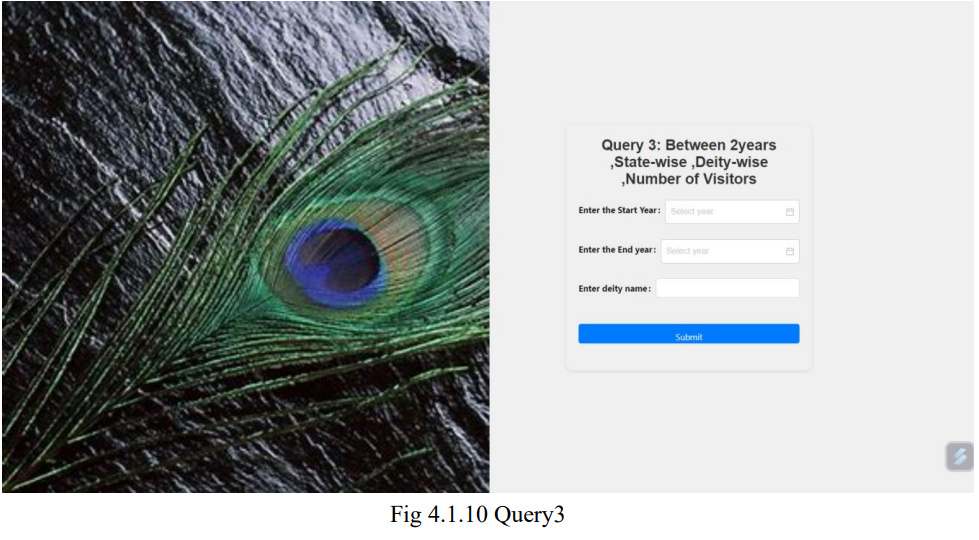 Query 3: Between 2years
,State-wise ,Deity-wise
,Number of Visitors
Enter the Start Year: Select year
Enter the End year: Select year
Enter deity name:
Submit
Fig 4.1.10 Query3